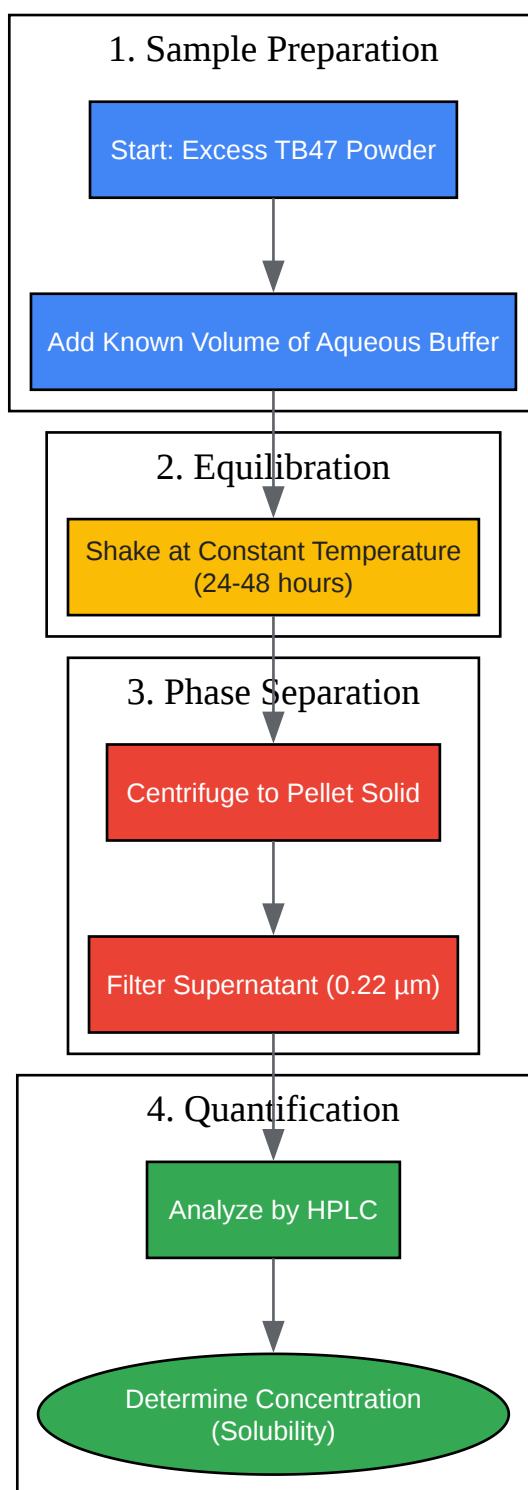 1. Sample Preparation
Start: Excess TB47 Powder
Add Known Volume of Aqueous Buffer
2. Equilibration
Shake at Constant Temperature
(24-48 hours)
3. Phase Separation
Centrifuge to Pellet Solid
Filter Supernatant (0.22 µm)
4. Quantification
Analyze by HPLC
Determine Concentration
(Solubility)